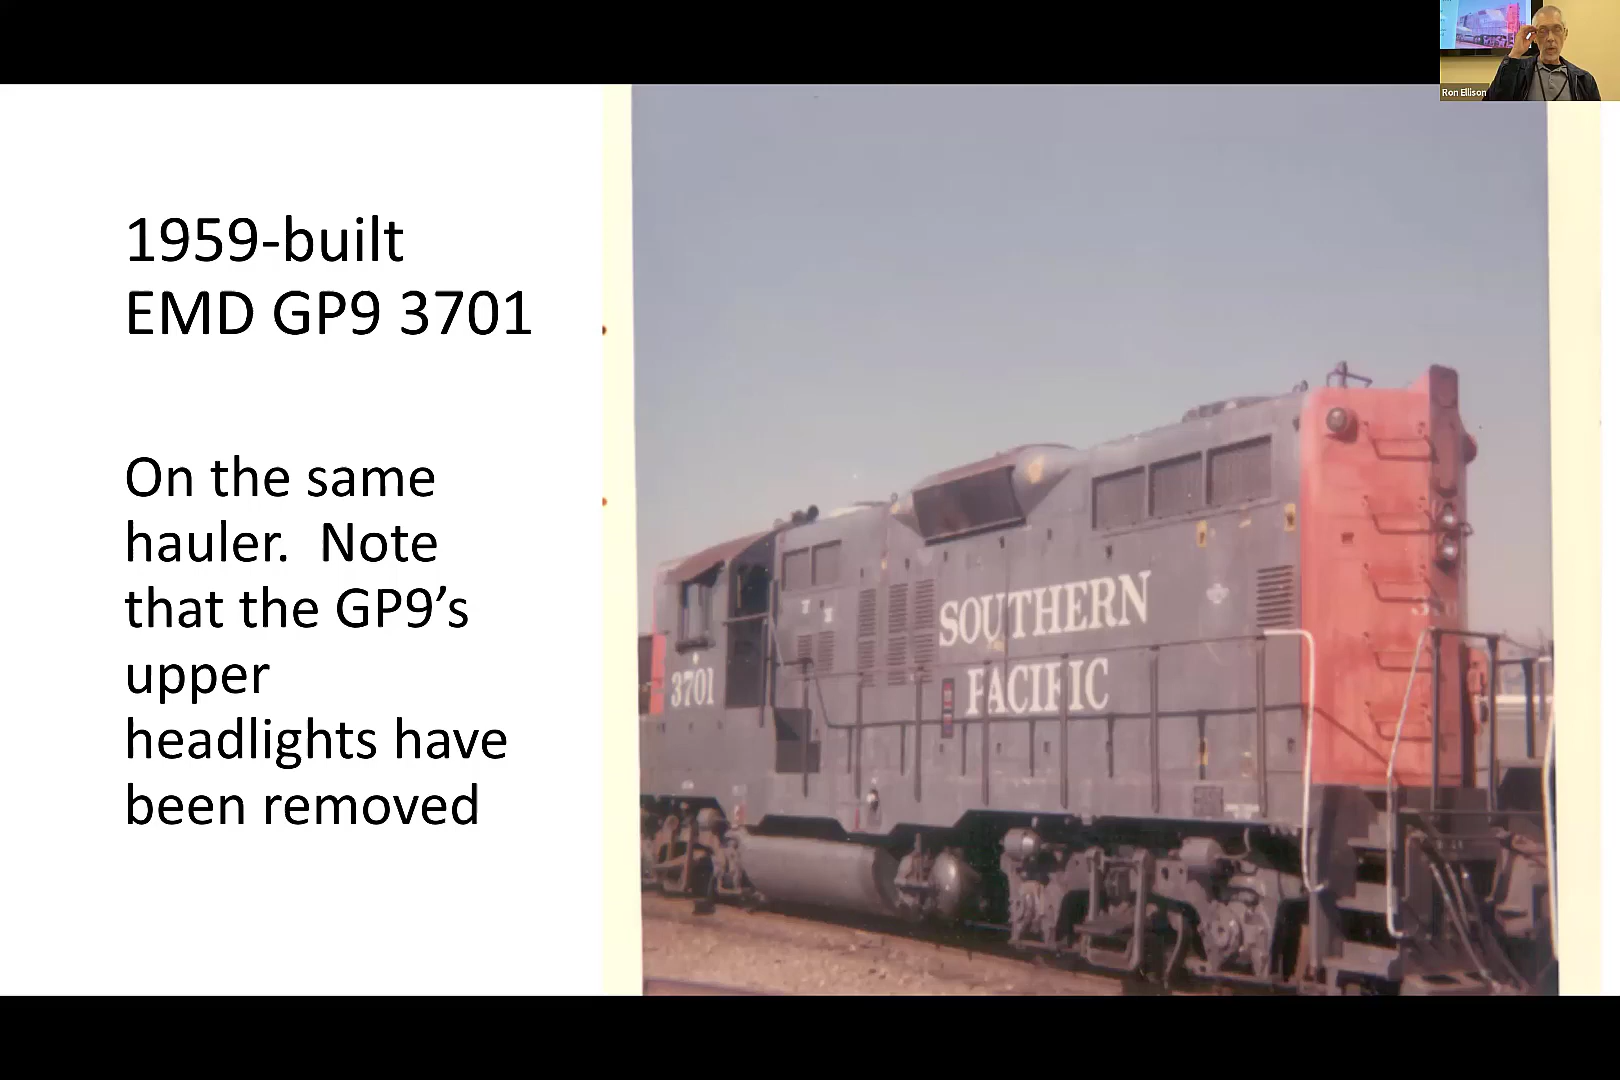 Ron Ellison
1959-built
EMD GP9 3701
On the same
hauler.  Note
that the GP9’s
upper
headlights have
been removed
SOUTHERN
PACIFIC
3701